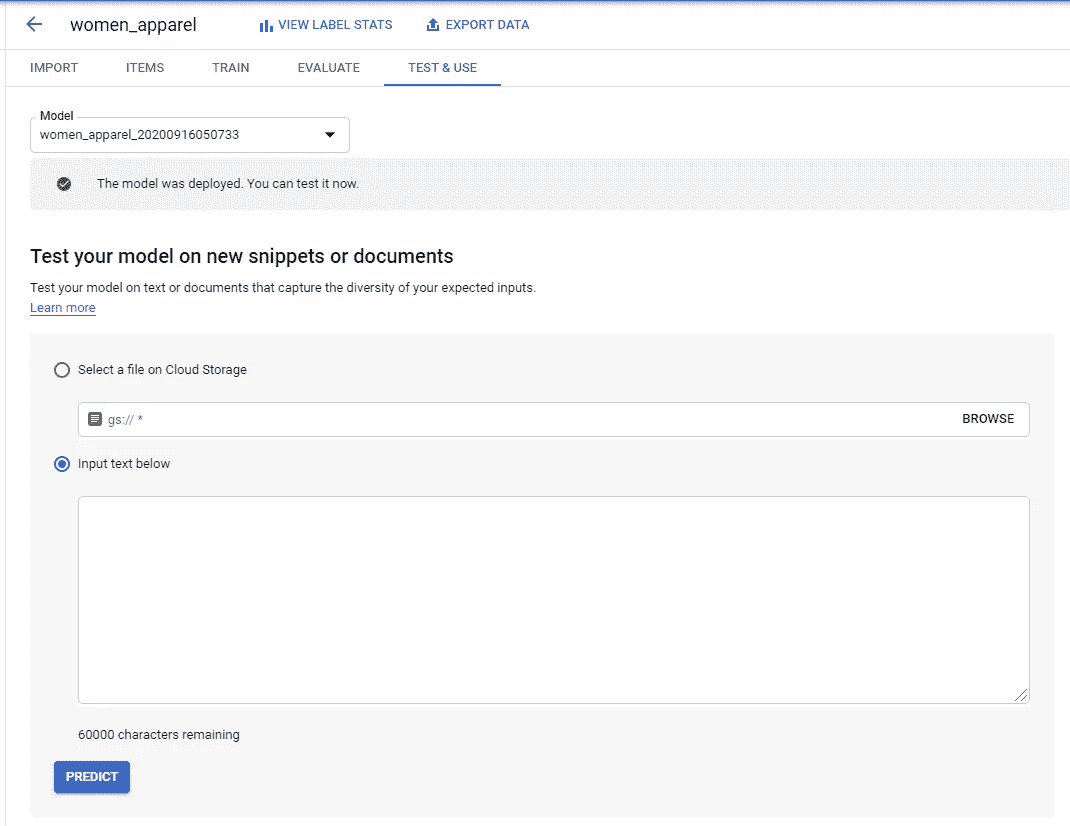 women_apparel VIEW LABEL STATS EXPORT DATA
IMPORT ITEMS TRAIN EVALUATE TEST & USE
Model
women_apparel_20200916050733
The model was deployed. You can test it now.
Test your model on new snippets or documents
Test your model on text or documents that capture the diversity of your expected inputs.
Learn more
Select a file on Cloud Storage
gs:// * BROWSE
Input text below
60000 characters remaining
PREDICT